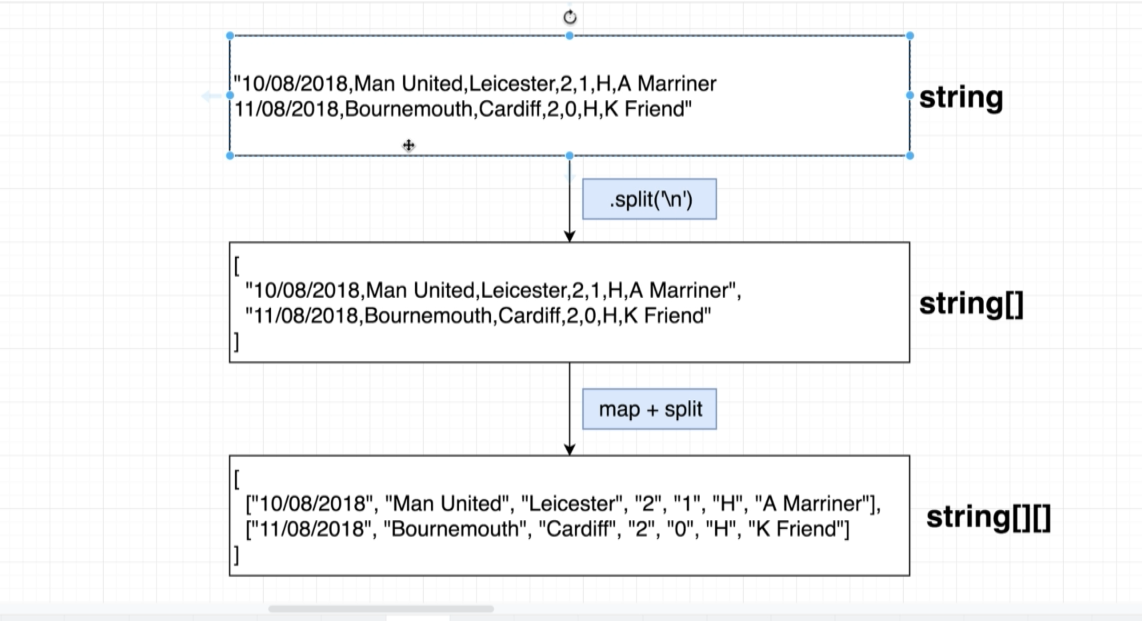 "10/08/2018,Man United,Leicester,2,1,H,A Marriner
11/08/2018,Bournemouth,Cardiff,2,0,H,K Friend"
string
.split('\n')
[
"10/08/2018,Man United,Leicester,2,1,H,A Marriner",
"11/08/2018,Bournemouth,Cardiff,2,0,H,K Friend"
]
string[]
map + split
[
["10/08/2018", "Man United", "Leicester", "2", "1", "H", "A Marriner"],
["11/08/2018", "Bournemouth", "Cardiff", "2", "0", "H", "K Friend"]
]
string[][]